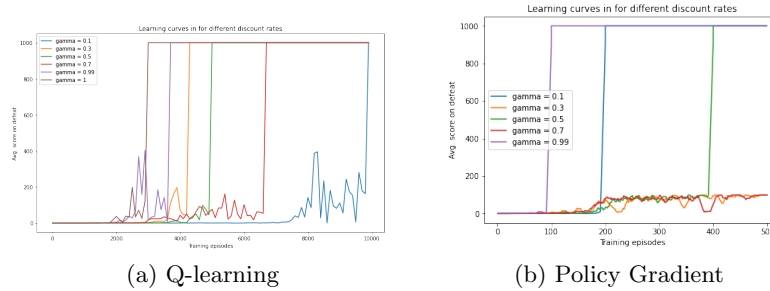 Learning curves in for different discount rates
1000
800
600
400
200
0
Avg. score on defeat
gamma = 0.1
gamma = 0.3
gamma = 0.5
gamma = 0.7
gamma = 0.99
gamma = 1
0 2000 4000 6000 8000 10000
Training episodes
(a) Q-learning
Learning curves in for different discount rates
1000
800
600
400
200
0
Avg. score on defeat
gamma = 0.1
gamma = 0.3
gamma = 0.5
gamma = 0.7
gamma = 0.99
0 100 200 300 400
Training episodes
(b) Policy Gradient